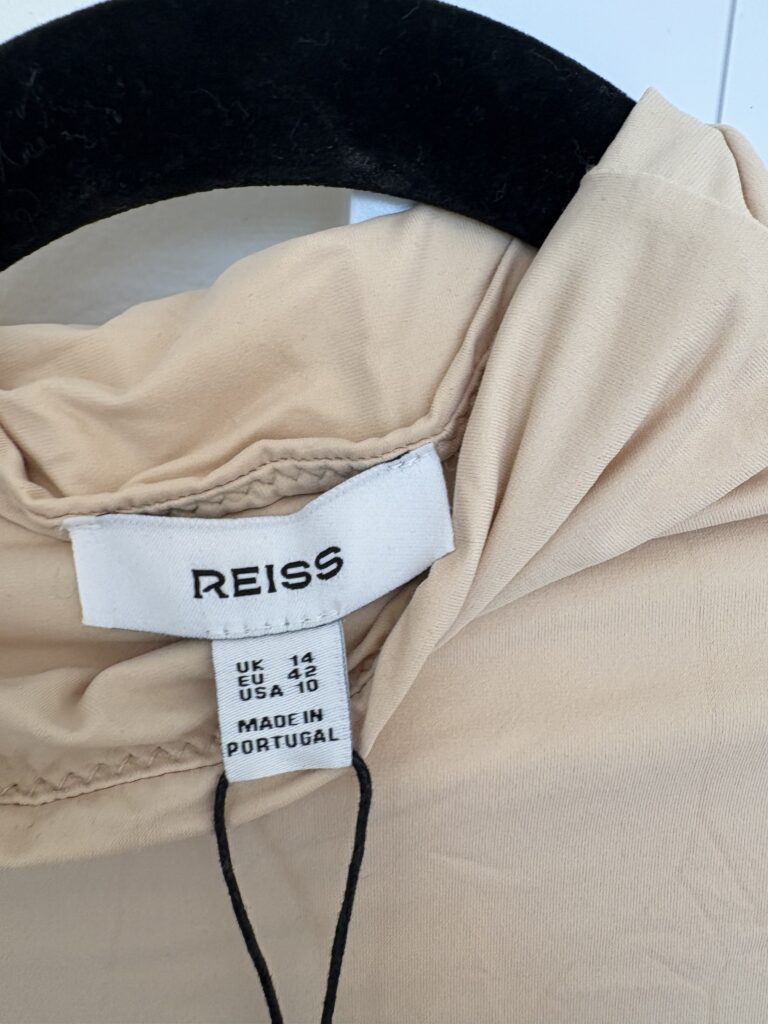 REISS
UK 14
EU 42
USA 10
MADE IN
PORTUGAL